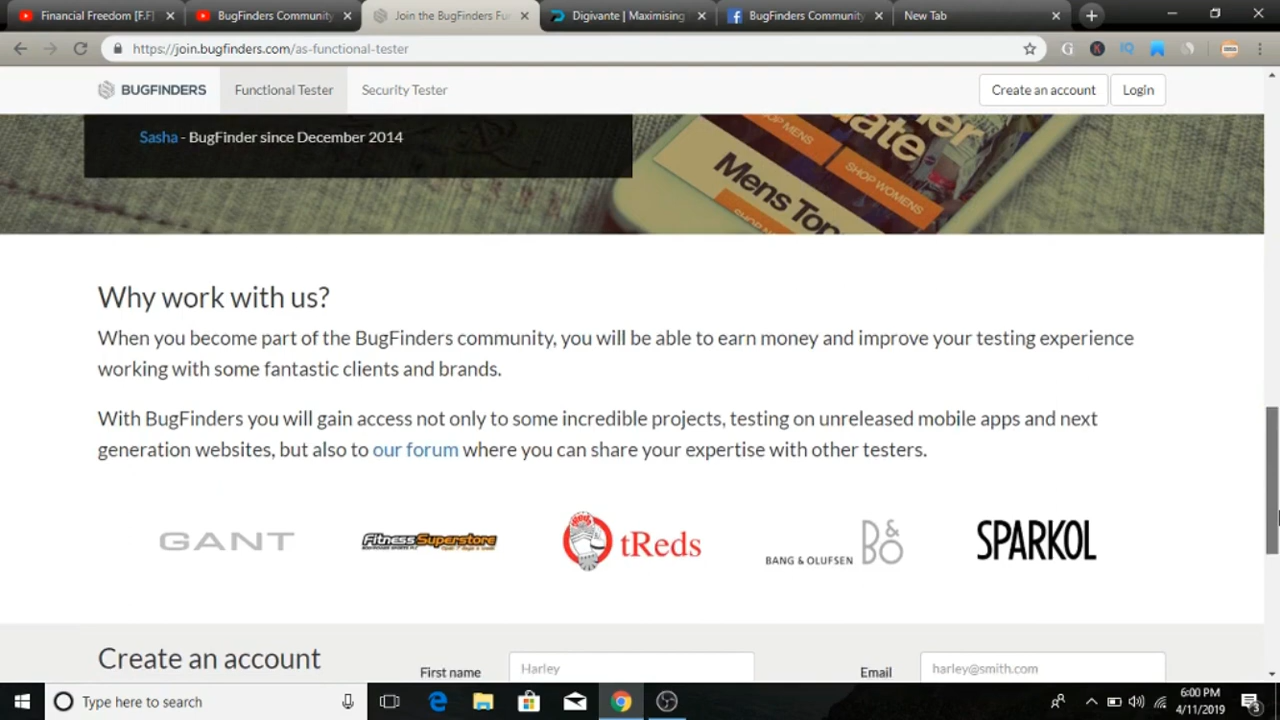 Financial Freedom [F.F]
BugFinders Community
Join the BugFinders Fu
Digivante | Maximising
BugFinders Community
New Tab
https://join.bugfinders.com/as-functional-tester
BUGFINDERS
Functional Tester
Security Tester
Create an account
Login
Sasha - BugFinder since December 2014
SHOP MENS
SHOP WOMENS
Mens Top
Why work with us?
When you become part of the BugFinders community, you will be able to earn money and improve your testing experience
working with some fantastic clients and brands.
With BugFinders you will gain access not only to some incredible projects, testing on unreleased mobile apps and next
generation websites, but also to our forum where you can share your expertise with other testers.
GANT
Fitness Superstore
tReds
BANG & OLUFSEN
B&O
SPARKOL
Create an account
First name
Harley
Email
harley@smith.com
Type here to search
6:00 PM
4/11/2019
3